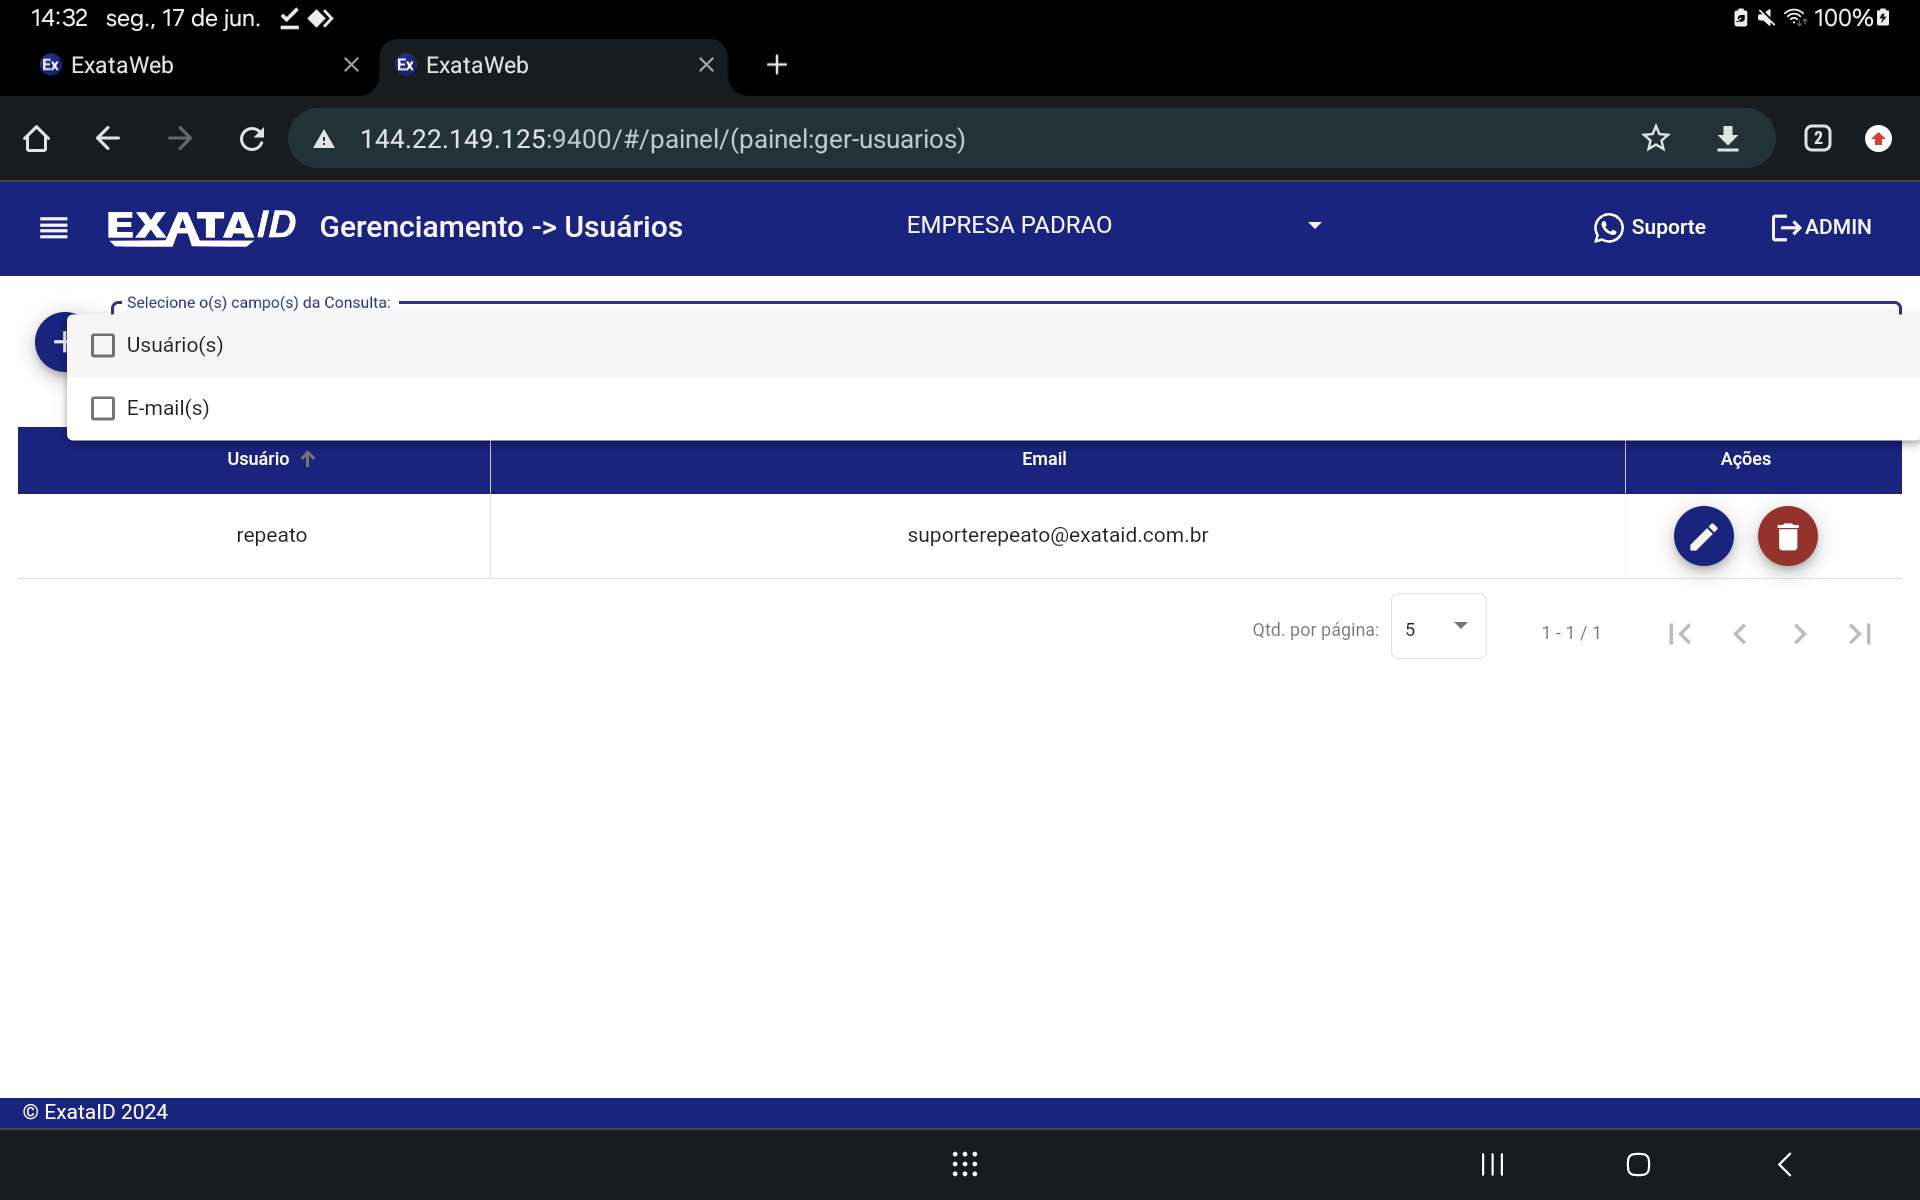 14:32 seg., 17 de jun. 100%
Ex ExataWeb Ex ExataWeb
144.22.149.125:9400/#/painel/(painel:ger-usuarios) 2
EXATAID Gerenciamento -> Usuários EMPRESA PADRAO Suporte ADMIN
Selecione o(s) campo(s) da Consulta:
Usuário(s)
E-mail(s)
Usuário Email Ações
repeato suporterepeato@exataid.com.br
Qtd. por página: 5 1 - 1 / 1
© ExataID 2024